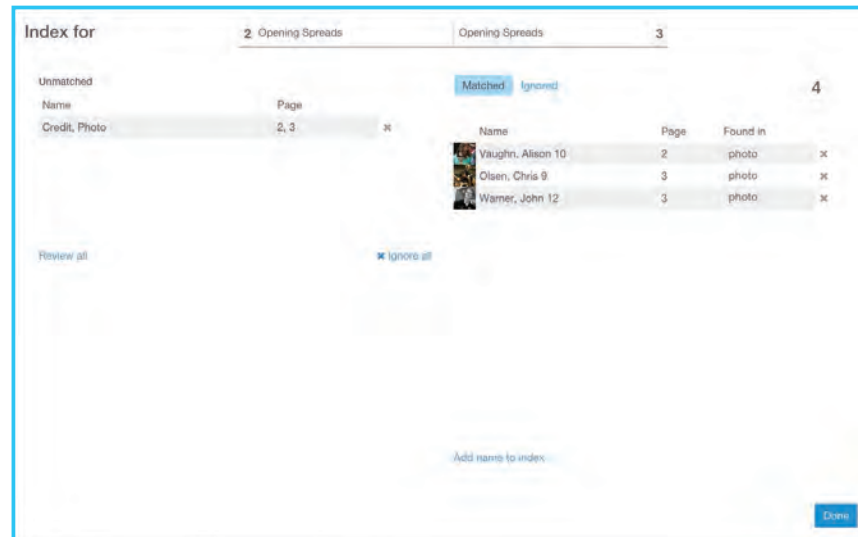 Index for
2 Opening Spreads
Opening Spreads 3
Unmatched
Name Page
Credit, Photo 2, 3 ×
Review all
× Ignore all
Matched Ignored
4
Name Page Found in
Vaughn, Alison 10 2 photo ×
Olsen, Chris 9 3 photo ×
Warner, John 12 3 photo ×
Add name to index
Done